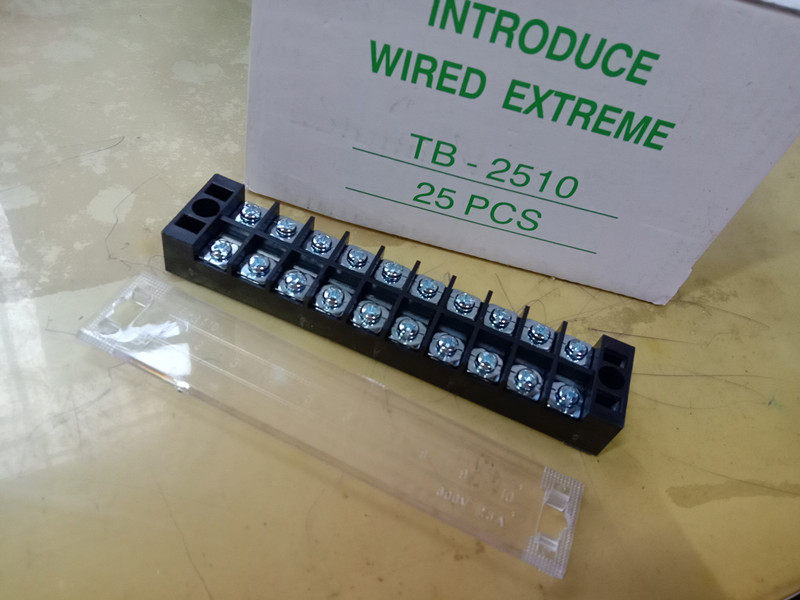 INTRODUCE
WIRED EXTREME
TB - 2510
25 PCS